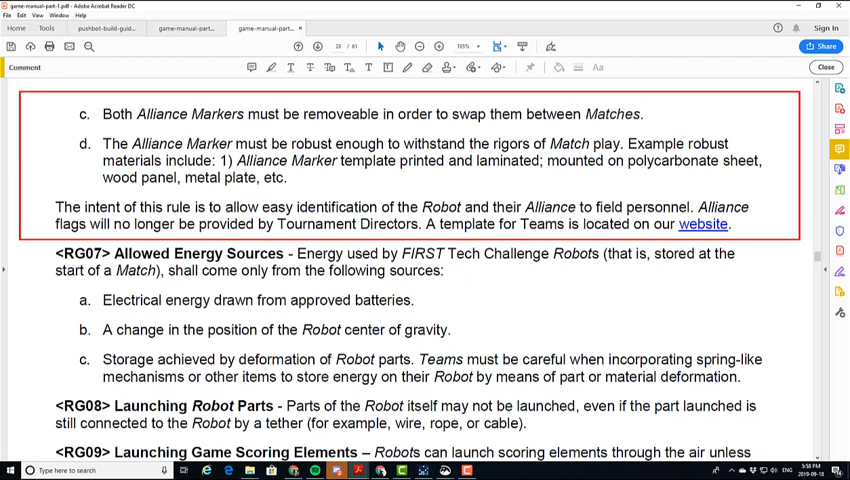 game-manual-part-1.pdf - Adobe Acrobat Reader DC
File Edit View Window Help
Home Tools pushbot-build-guid... game-manual-part... game-manual-part... × Sign In
29 / 61 185% Share
Comment Close
c. Both Alliance Markers must be removeable in order to swap them between Matches.
d. The Alliance Marker must be robust enough to withstand the rigors of Match play. Example robust
materials include: 1) Alliance Marker template printed and laminated; mounted on polycarbonate sheet,
wood panel, metal plate, etc.
The intent of this rule is to allow easy identification of the Robot and their Alliance to field personnel. Alliance
flags will no longer be provided by Tournament Directors. A template for Teams is located on our website.
<RG07> Allowed Energy Sources - Energy used by FIRST Tech Challenge Robots (that is, stored at the
start of a Match), shall come only from the following sources:
a. Electrical energy drawn from approved batteries.
b. A change in the position of the Robot center of gravity.
c. Storage achieved by deformation of Robot parts. Teams must be careful when incorporating spring-like
mechanisms or other items to store energy on their Robot by means of part or material deformation.
<RG08> Launching Robot Parts - Parts of the Robot itself may not be launched, even if the part launched is
still connected to the Robot by a tether (for example, wire, rope, or cable).
<RG09> Launching Game Scoring Elements – Robots can launch scoring elements through the air unless
Type here to search ENG 5:58 PM
2019-09-18